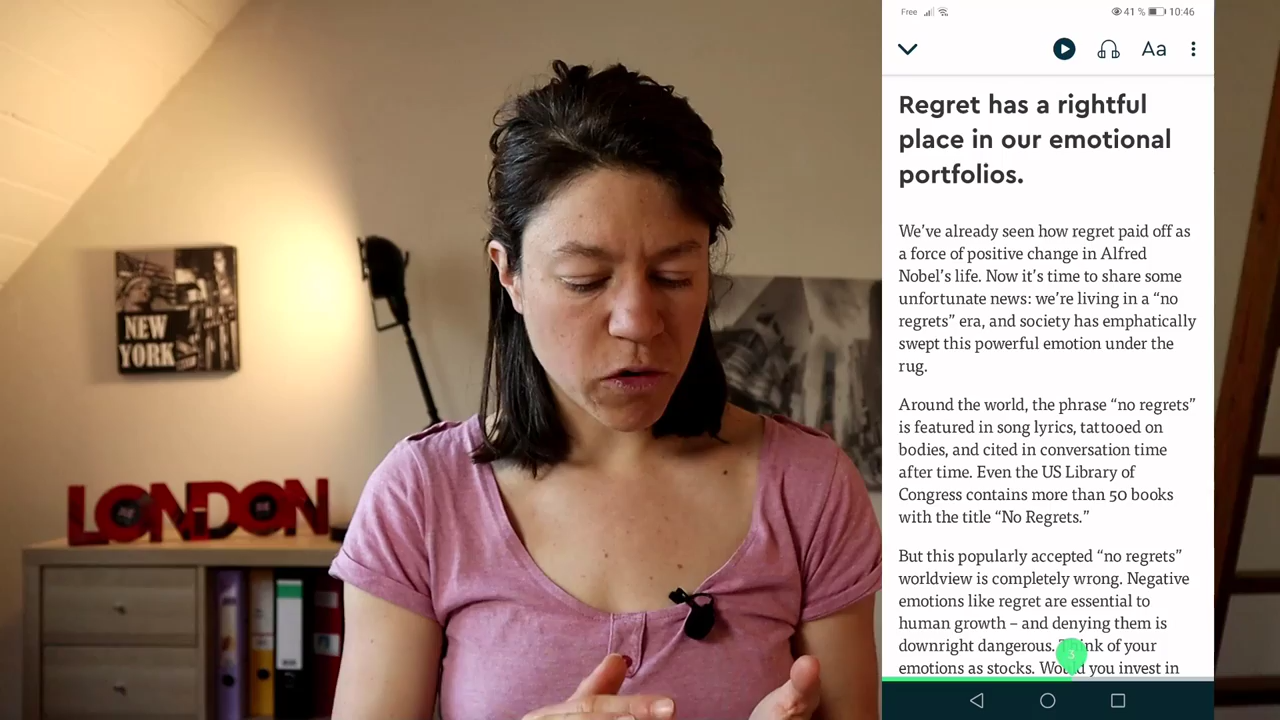 NEW
YORK
LONDON
Free
41 %
10:46
Aa
Regret has a rightful
place in our emotional
portfolios.
We’ve already seen how regret paid off as
a force of positive change in Alfred
Nobel’s life. Now it’s time to share some
unfortunate news: we’re living in a “no
regrets” era, and society has emphatically
swept this powerful emotion under the
rug.
Around the world, the phrase “no regrets”
is featured in song lyrics, tattooed on
bodies, and cited in conversation time
after time. Even the US Library of
Congress contains more than 50 books
with the title “No Regrets.”
But this popularly accepted “no regrets”
worldview is completely wrong. Negative
emotions like regret are essential to
human growth – and denying them is
downright dangerous. Think of your
3
emotions as stocks. Would you invest in